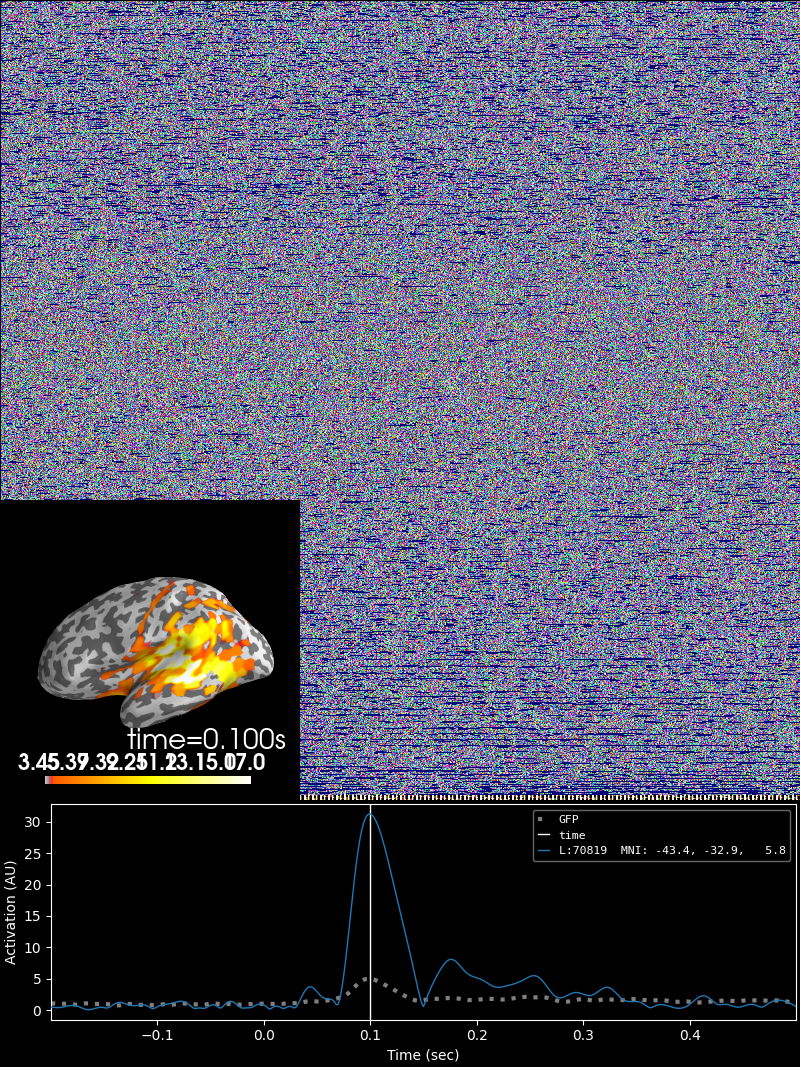 time=0.100s
30
25
20
15
10
5
0
Activation (AU)
GFP
time
L:70819 MNI: -43.4, -32.9, 5.8
−0.1 0.0 0.1 0.2 0.3 0.4
Time (sec)